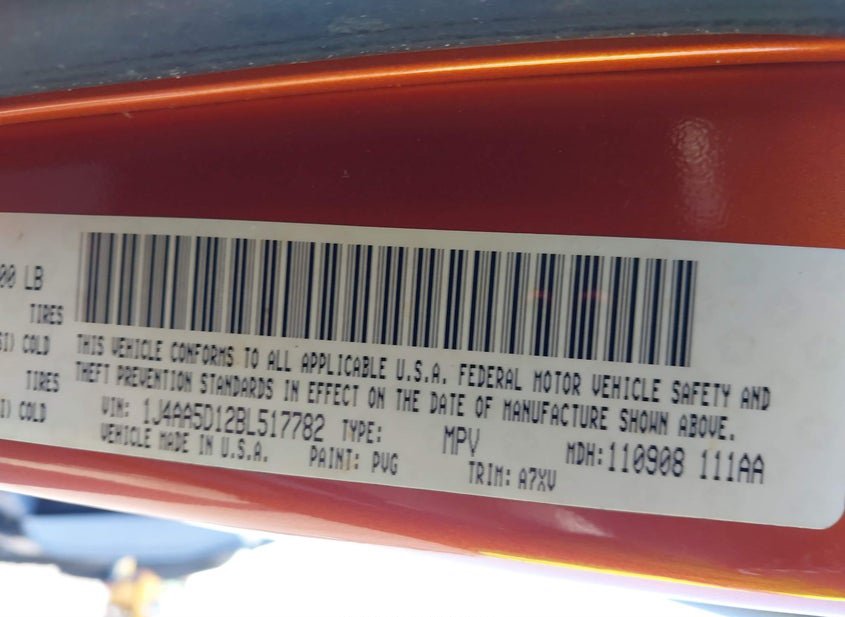 00 LB
TIRES
SI) COLD
TIRES
I) COLD
THIS VEHICLE CONFORMS TO ALL APPLICABLE U.S.A. FEDERAL MOTOR VEHICLE SAFETY AND
THEFT PREVENTION STANDARDS IN EFFECT ON THE DATE OF MANUFACTURE SHOWN ABOVE.
VIN: 1J4AA5D12BL517782 TYPE: MPV MDH: 110908 111AA
VEHICLE MADE IN U.S.A. PAINT: PVG TRIM: A7XV